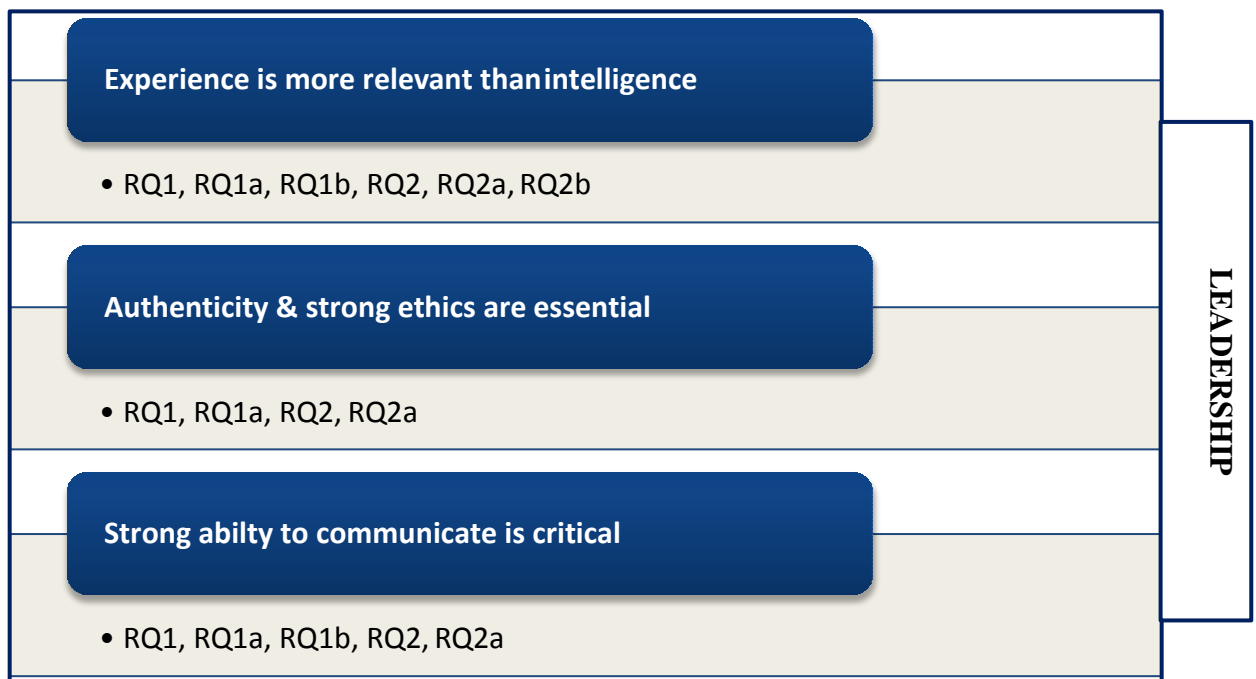 Experience is more relevant thanintelligence
• RQ1, RQ1a, RQ1b, RQ2, RQ2a, RQ2b
Authenticity & strong ethics are essential
• RQ1, RQ1a, RQ2, RQ2a
Strong abilty to communicate is critical
• RQ1, RQ1a, RQ1b, RQ2, RQ2a
LEADERSHIP